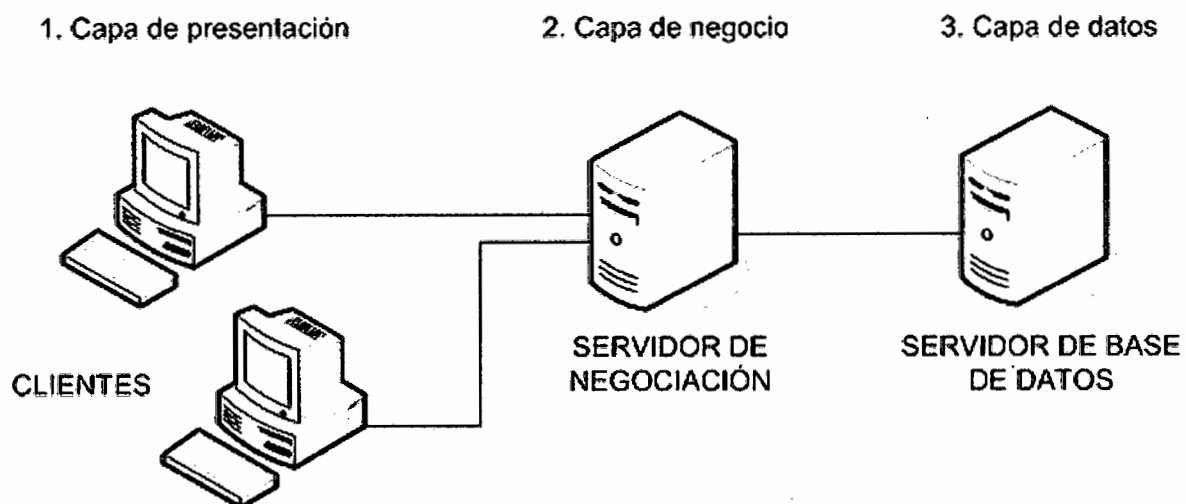 1. Capa de presentación
2. Capa de negocio
3. Capa de datos
CLIENTES
SERVIDOR DE
NEGOCIACIÓN
SERVIDOR DE BASE
DE DATOS